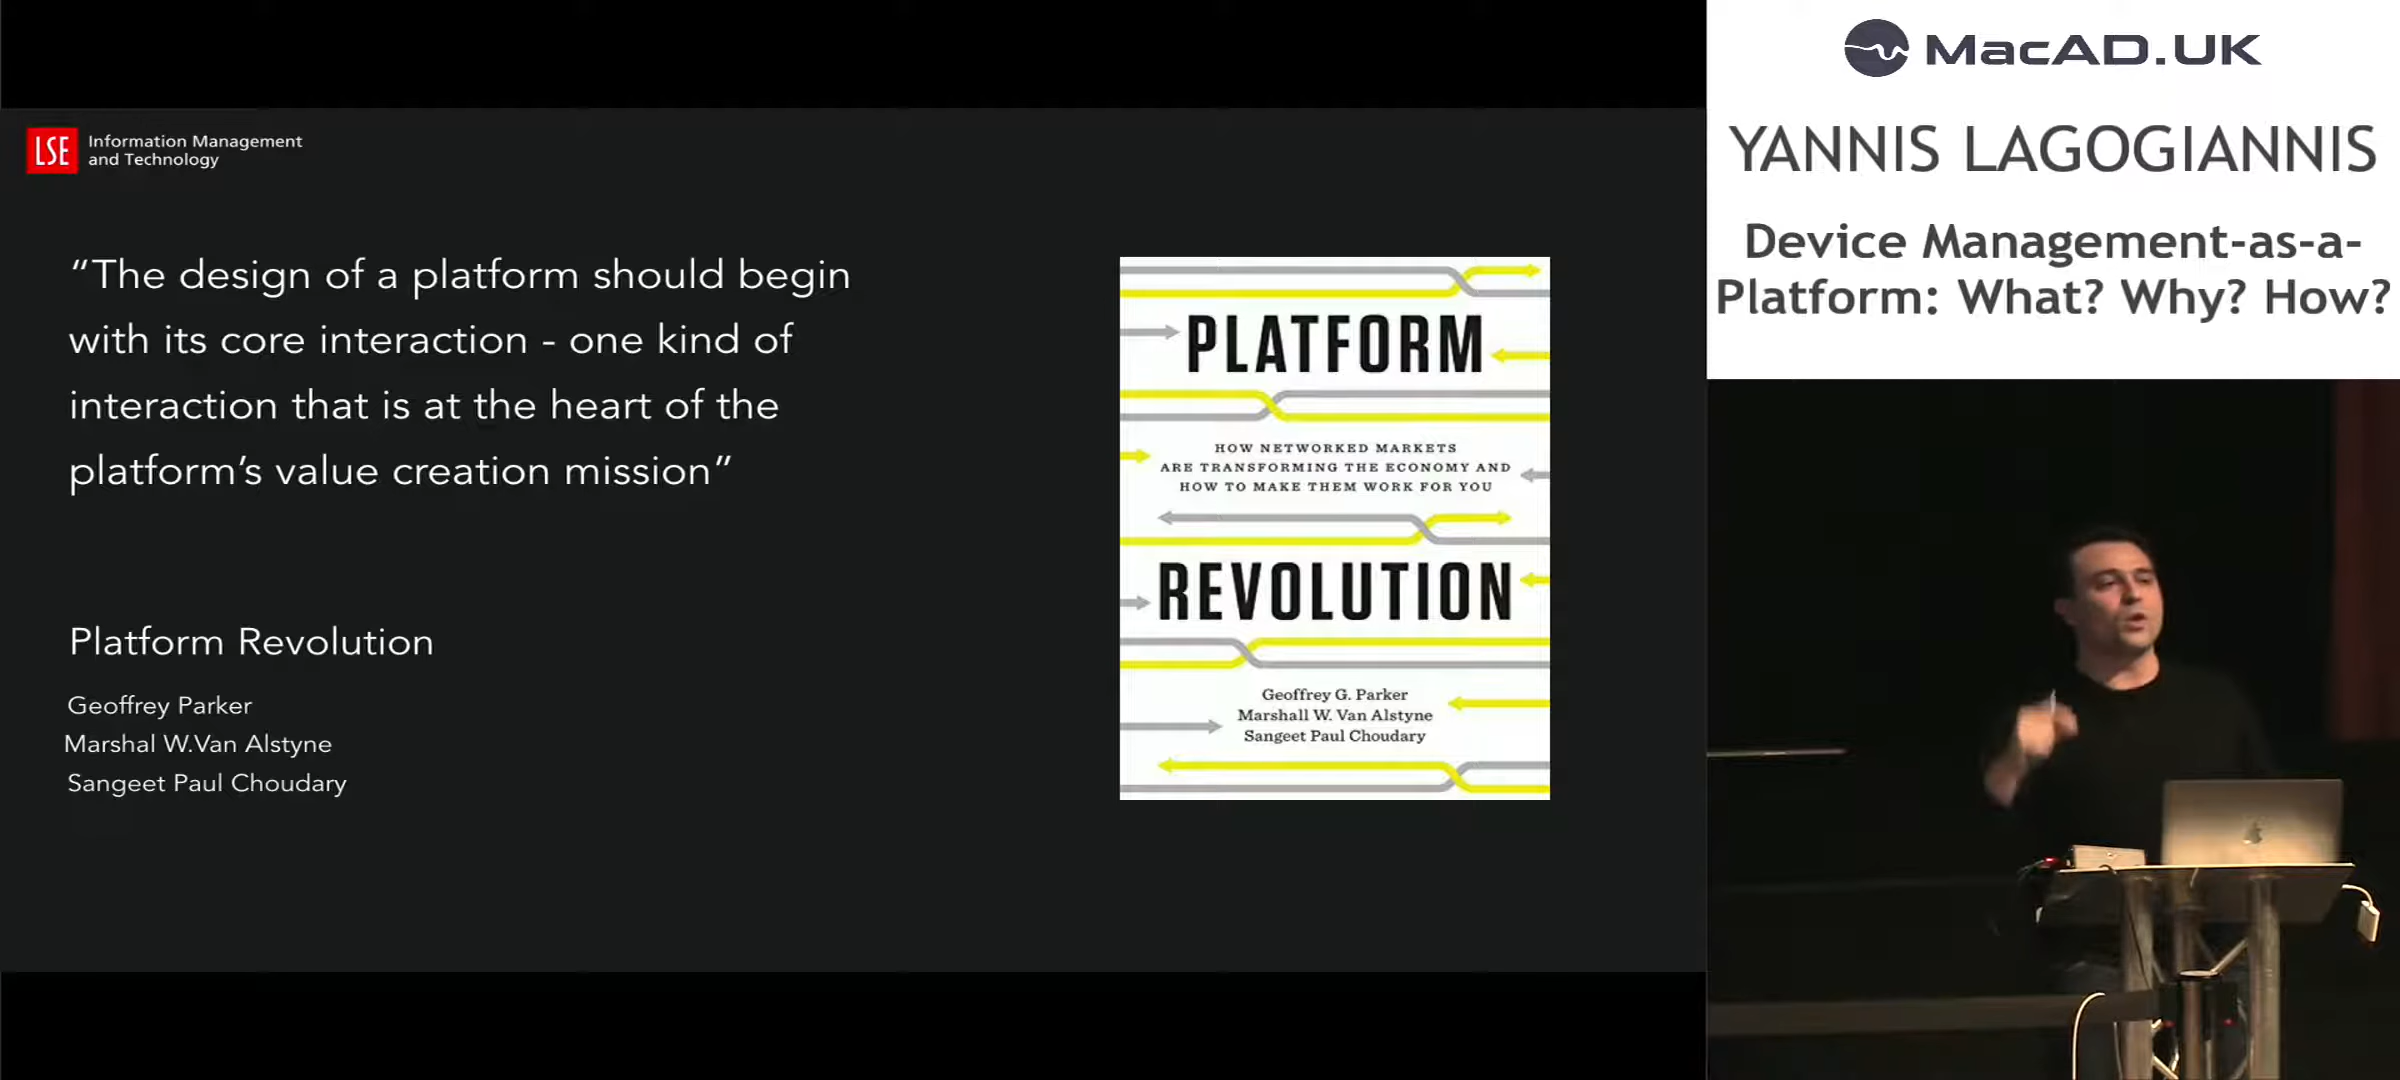 LSE
Information Management
and Technology
“The design of a platform should begin
with its core interaction - one kind of
interaction that is at the heart of the
platform’s value creation mission”
Platform Revolution
Geoffrey Parker
Marshal W.Van Alstyne
Sangeet Paul Choudary
PLATFORM
HOW NETWORKED MARKETS
ARE TRANSFORMING THE ECONOMY AND
HOW TO MAKE THEM WORK FOR YOU
REVOLUTION
Geoffrey G. Parker
Marshall W. Van Alstyne
Sangeet Paul Choudary
MacAD.UK
YANNIS LAGOGIANNIS
Device Management-as-a-
Platform: What? Why? How?